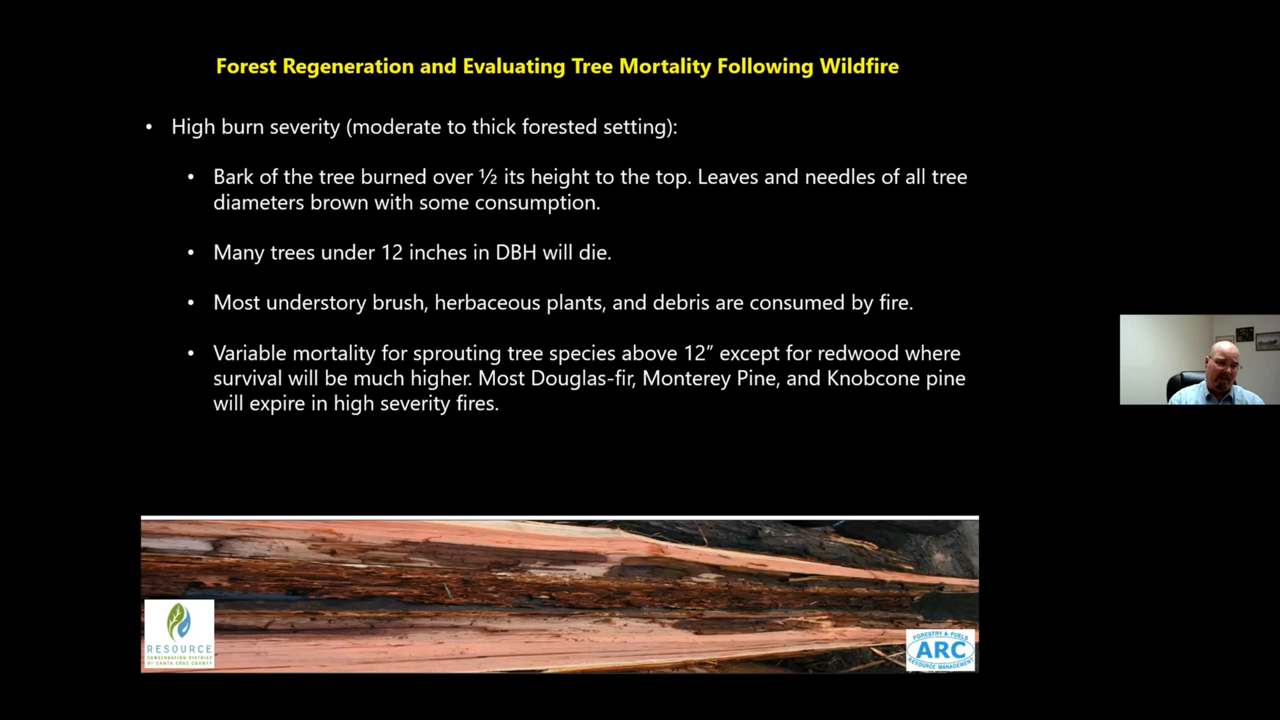 Forest Regeneration and Evaluating Tree Mortality Following Wildfire
• High burn severity (moderate to thick forested setting):
• Bark of the tree burned over ½ its height to the top. Leaves and needles of all tree
diameters brown with some consumption.
• Many trees under 12 inches in DBH will die.
• Most understory brush, herbaceous plants, and debris are consumed by fire.
• Variable mortality for sprouting tree species above 12” except for redwood where
survival will be much higher. Most Douglas-fir, Monterey Pine, and Knobcone pine
will expire in high severity fires.
RESOURCE
CONSERVATION DISTRICT
OF SANTA CRUZ COUNTY
FORESTRY & FUELS
ARC
RESOURCE MANAGEMENT